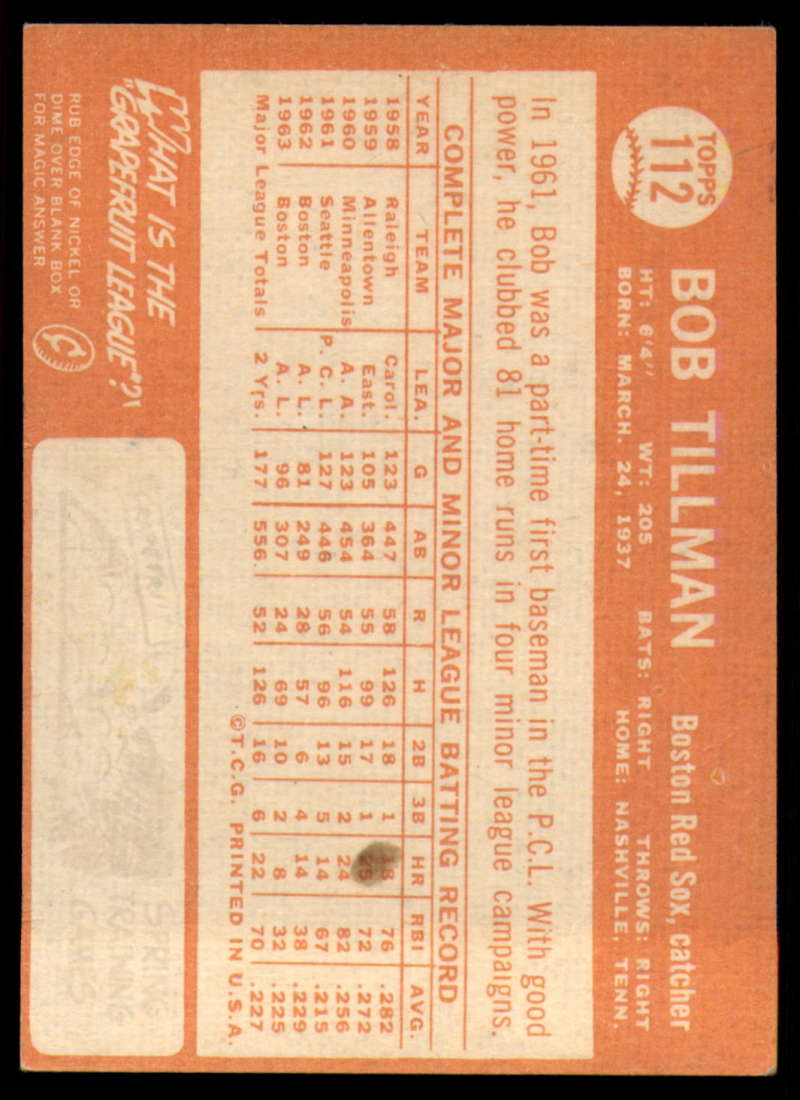 TOPPS
112
BOB TILLMAN Boston Red Sox, catcher
HT: 6'4" WT: 205 BATS: RIGHT THROWS: RIGHT
BORN: MARCH. 24, 1937 HOME: NASHVILLE, TENN.
In 1961, Bob was a part-time first baseman in the P.C.L. With good
power, he clubbed 81 home runs in four minor league campaigns.
COMPLETE MAJOR AND MINOR LEAGUE BATTING RECORD
YEAR TEAM LEA. G AB R H 2B 3B HR RBI AVG.
1958 Raleigh Carol. 123 447 58 126 18 1 18 76 .282
1959 Allentown East. 105 364 55 99 17 1 25 72 .272
1960 Minneapolis A. A. 123 454 54 116 15 2 24 82 .256
1961 Seattle P. C. L. 127 446 56 96 13 5 14 67 .215
1962 Boston A. L. 81 249 28 57 6 4 14 38 .229
1963 Boston A. L. 96 307 24 69 10 2 8 32 .225
Major League Totals 2 Yrs. 177 556 52 126 16 6 22 70 .227
©T.C.G. PRINTED IN U.S.A.
WHAT IS THE
"GRAPEFRUIT LEAGUE"?
RUB EDGE OF NICKEL OR
DIME OVER BLANK BOX
FOR MAGIC ANSWER
SPRING
TRAINING
GAMES